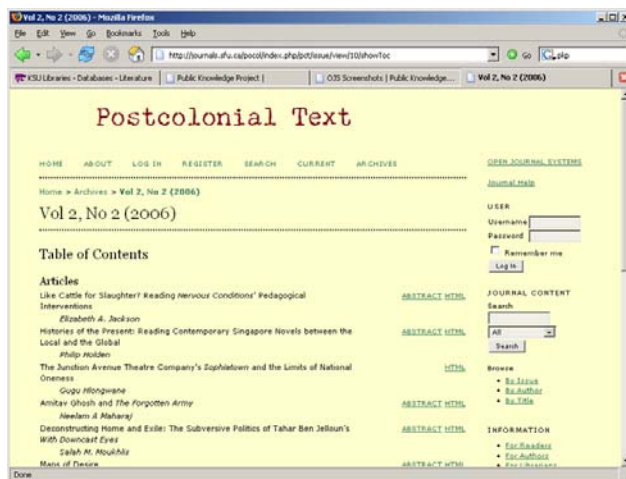 Vol 2, No 2 (2006) - Mozilla Firefox
File Edit View Go Bookmarks Tools Help
http://journals.sfu.ca/pocol/index.php/pct/issue/view/10/showToc Go pkp
KSU Libraries - Databases - Literature Public Knowledge Project | OJS Screenshots | Public Knowledge... Vol 2, No 2 (2006)
Postcolonial Text
HOME ABOUT LOG IN REGISTER SEARCH CURRENT ARCHIVES
Home > Archives > Vol 2, No 2 (2006)
Vol 2, No 2 (2006)
Table of Contents
Articles
Like Cattle for Slaughter? Reading Nervous Conditions' Pedagogical ABSTRACT HTML
Interventions
Elizabeth A. Jackson
Histories of the Present: Reading Contemporary Singapore Novels between the ABSTRACT HTML
Local and the Global
Philip Holden
The Junction Avenue Theatre Company's Sophiatown and the Limits of National HTML
Oneness
Gugu Hlongwane
Amitav Ghosh and The Forgotten Army ABSTRACT HTML
Neelam A Maharaj
Deconstructing Home and Exile: The Subversive Politics of Tahar Ben Jelloun's ABSTRACT HTML
With Downcast Eyes
Salah M. Moukhlis
Maps of Desire ABSTRACT HTML
OPEN JOURNAL SYSTEMS
Journal Help
USER
Username
Password
Remember me
Log In
JOURNAL CONTENT
Search
All
Search
Browse
By Issue
By Author
By Title
INFORMATION
For Readers
For Authors
For Librarians
Done